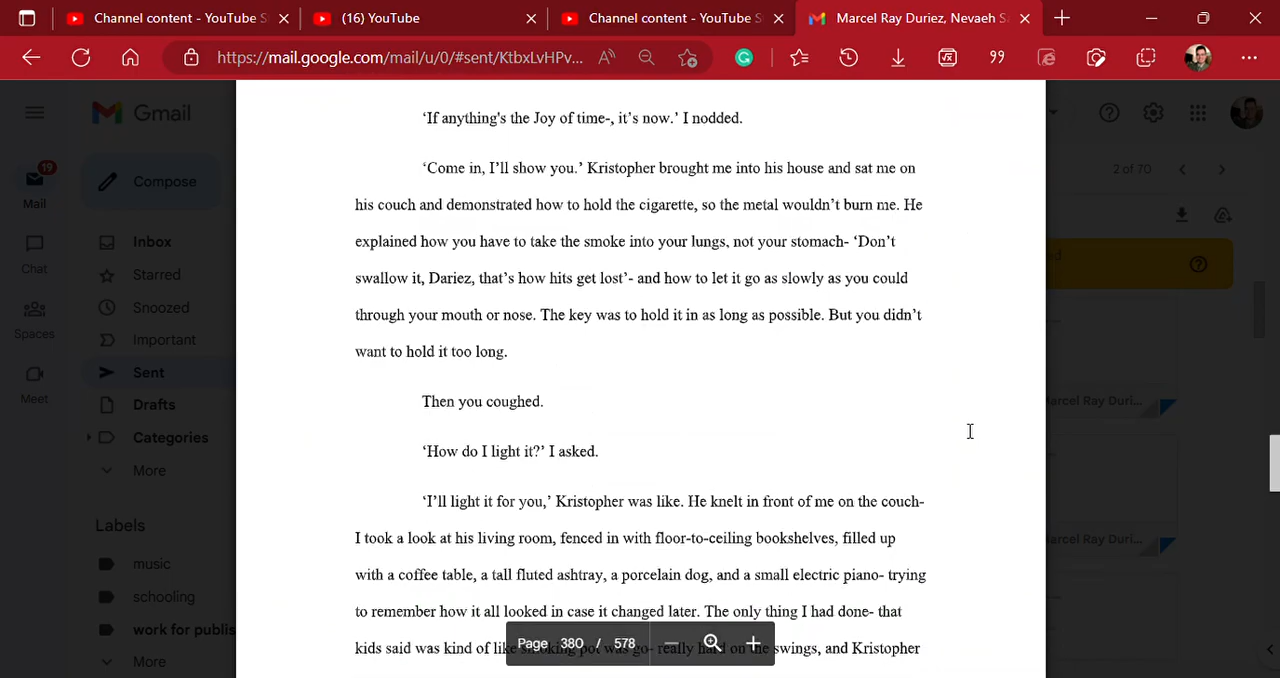 Channel content - YouTube S
(16) YouTube
Channel content - YouTube S
Marcel Ray Duriez, Nevaeh Sa
https://mail.google.com/mail/u/0/#sent/KtbxLvHPv...
Gmail
19
Mail
Chat
Spaces
Meet
Compose
Inbox
Starred
Snoozed
Important
Sent
Drafts
Categories
More
Labels
music
schooling
work for publis
More
2 of 70
Marcel Ray Duri...
Marcel Ray Duri...
‘If anything's the Joy of time-, it’s now.’ I nodded.
‘Come in, I’ll show you.’ Kristopher brought me into his house and sat me on
his couch and demonstrated how to hold the cigarette, so the metal wouldn’t burn me. He
explained how you have to take the smoke into your lungs, not your stomach- ‘Don’t
swallow it, Dariez, that’s how hits get lost’- and how to let it go as slowly as you could
through your mouth or nose. The key was to hold it in as long as possible. But you didn’t
want to hold it too long.
Then you coughed.
‘How do I light it?’ I asked.
‘I’ll light it for you,’ Kristopher was like. He knelt in front of me on the couch-
I took a look at his living room, fenced in with floor-to-ceiling bookshelves, filled up
with a coffee table, a tall fluted ashtray, a porcelain dog, and a small electric piano- trying
to remember how it all looked in case it changed later. The only thing I had done- that
kids said was kind of like smoking pot was go- really hard on the swings, and Kristopher
Page 380 / 578